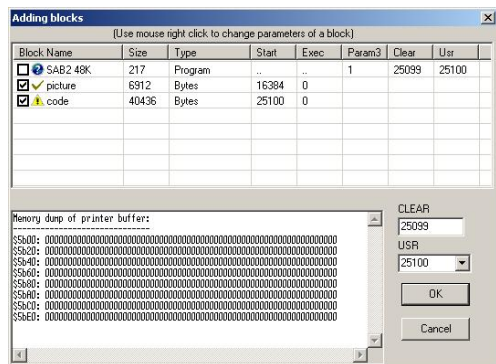 Adding blocks
(Use mouse right click to change parameters of a block)
Block Name Size Type Start Exec Param3 Clear Usr
SAB2 48K 217 Program .. .. 1 25099 25100
picture 6912 Bytes 16384 0
code 40436 Bytes 25100 0
Memory dump of printer buffer:
------------------------------
$5b00: 0000000000000000000000000000000000000000000000000000000000000000
$5b20: 0000000000000000000000000000000000000000000000000000000000000000
$5b40: 0000000000000000000000000000000000000000000000000000000000000000
$5b60: 0000000000000000000000000000000000000000000000000000000000000000
$5b80: 0000000000000000000000000000000000000000000000000000000000000000
$5bA0: 0000000000000000000000000000000000000000000000000000000000000000
$5bC0: 0000000000000000000000000000000000000000000000000000000000000000
$5bE0: 0000000000000000000000000000000000000000000000000000000000000000
CLEAR
25099
USR
25100
OK
Cancel